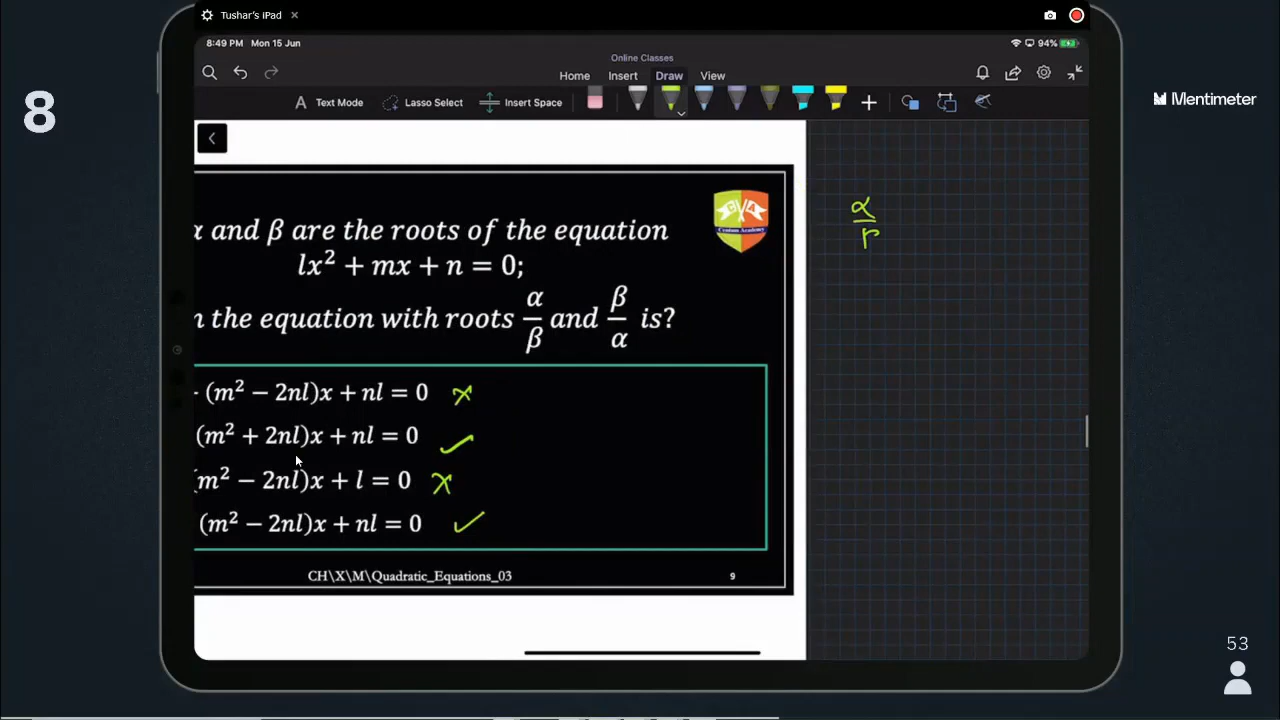 Tushar's iPad ×
8:49 PM Mon 15 Jun
94%
Online Classes
Home Insert Draw View
Text Mode Lasso Select Insert Space
8
Mentimeter
α and β are the roots of the equation
lx² + mx + n = 0;
n the equation with roots α/β and β/α is?
- (m² − 2nl)x + nl = 0 ×
(m² + 2nl)x + nl = 0 ✓
(m² − 2nl)x + l = 0 ×
(m² − 2nl)x + nl = 0 ✓
CH\X\M\Quadratic_Equations_03
9
α/r
Centum Academy
53